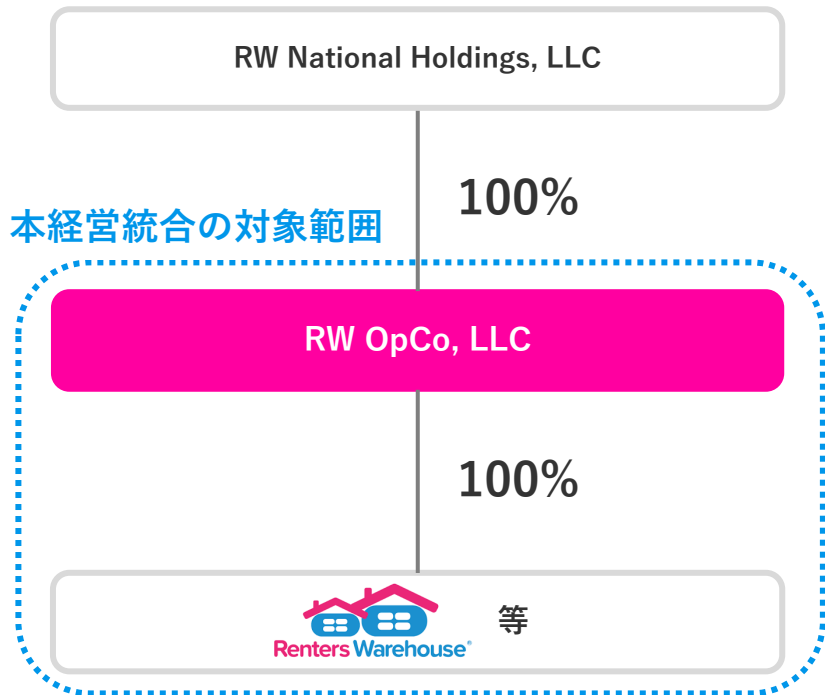 RW National Holdings, LLC
100%
本経営統合の対象範囲
RW OpCo, LLC
100%
Renters Warehouse® 等